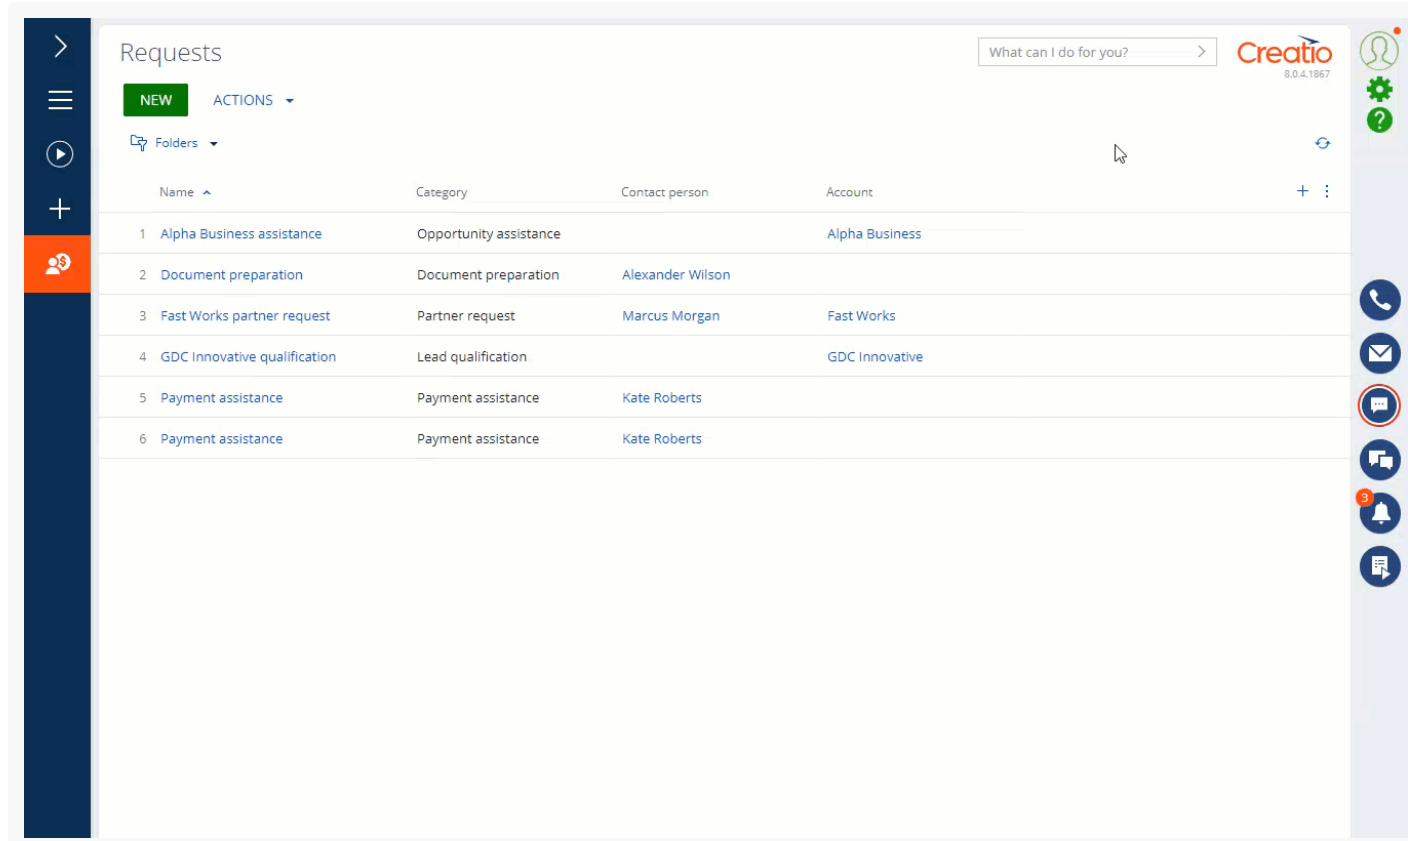 Requests
What can I do for you?
Creatio
8.0.4.1867
NEW ACTIONS
Folders
Name Category Contact person Account
1 Alpha Business assistance Opportunity assistance Alpha Business
2 Document preparation Document preparation Alexander Wilson
3 Fast Works partner request Partner request Marcus Morgan Fast Works
4 GDC Innovative qualification Lead qualification GDC Innovative
5 Payment assistance Payment assistance Kate Roberts
6 Payment assistance Payment assistance Kate Roberts
3